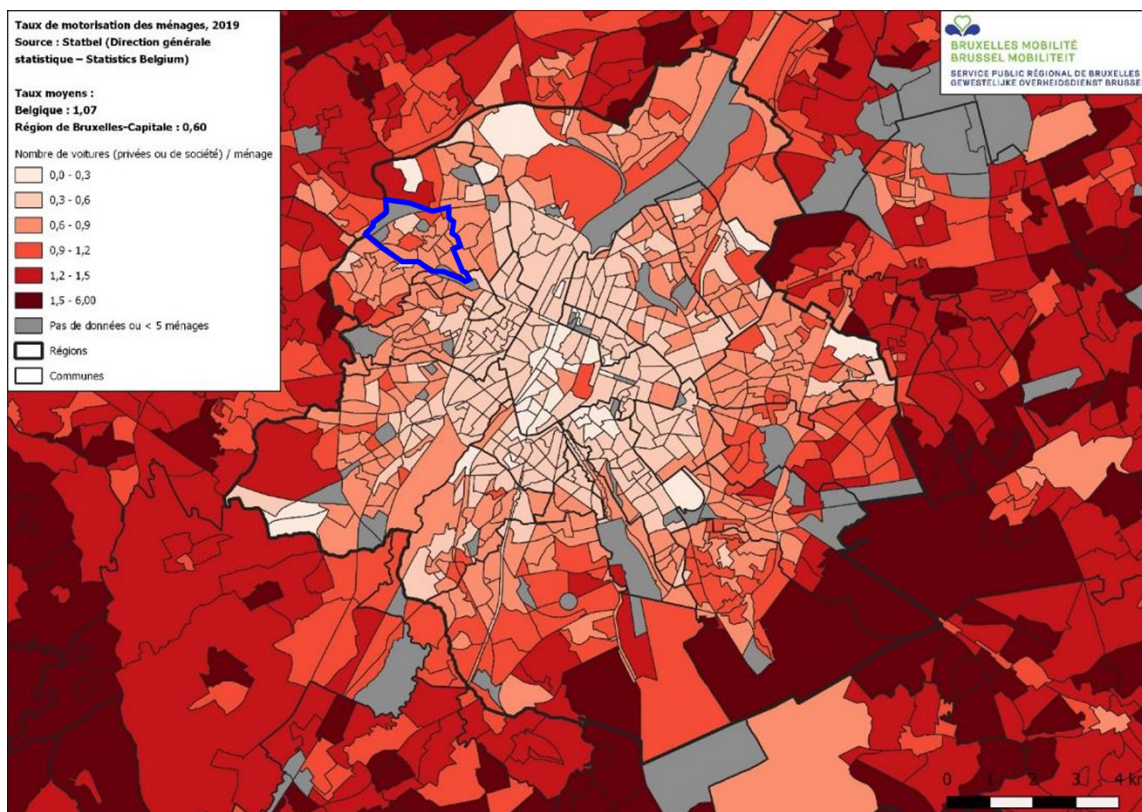 Taux de motorisation des ménages, 2019
Source : Statbel (Direction générale
statistique – Statistics Belgium)
Taux moyens :
Belgique : 1,07
Région de Bruxelles-Capitale : 0,60
Nombre de voitures (privées ou de société) / ménage
0,0 - 0,3
0,3 - 0,6
0,6 - 0,9
0,9 - 1,2
1,2 - 1,5
1,5 - 6,00
Pas de données ou < 5 ménages
Régions
Communes
BRUXELLES MOBILITÉ
BRUSSEL MOBILITEIT
SERVICE PUBLIC RÉGIONAL DE BRUXELLES
GEWESTELIJKE OVERHEIDSDIENT BRUSSE
0 1 2 3 4 k